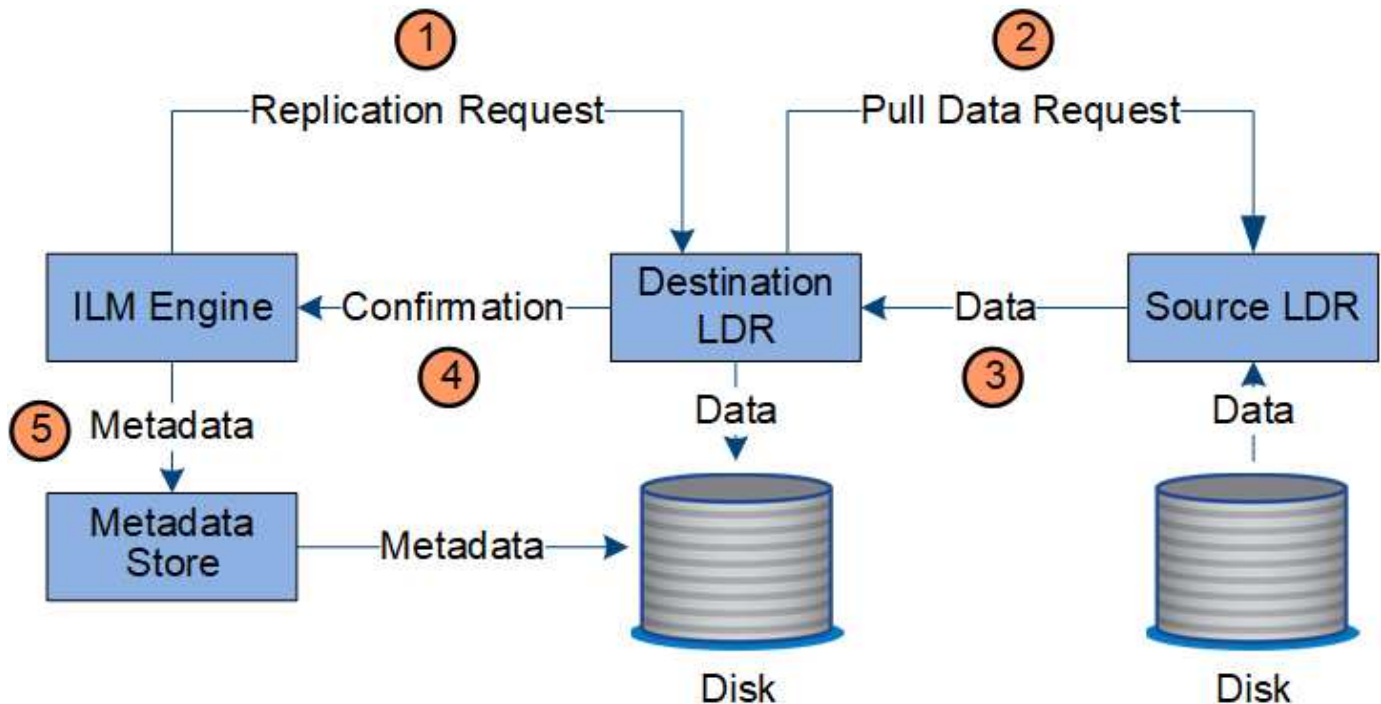 1
2
Replication Request
Pull Data Request
ILM Engine
Confirmation
Destination
LDR
Data
Source LDR
4
3
5
Metadata
Data
Data
Metadata
Store
Metadata
Disk
Disk